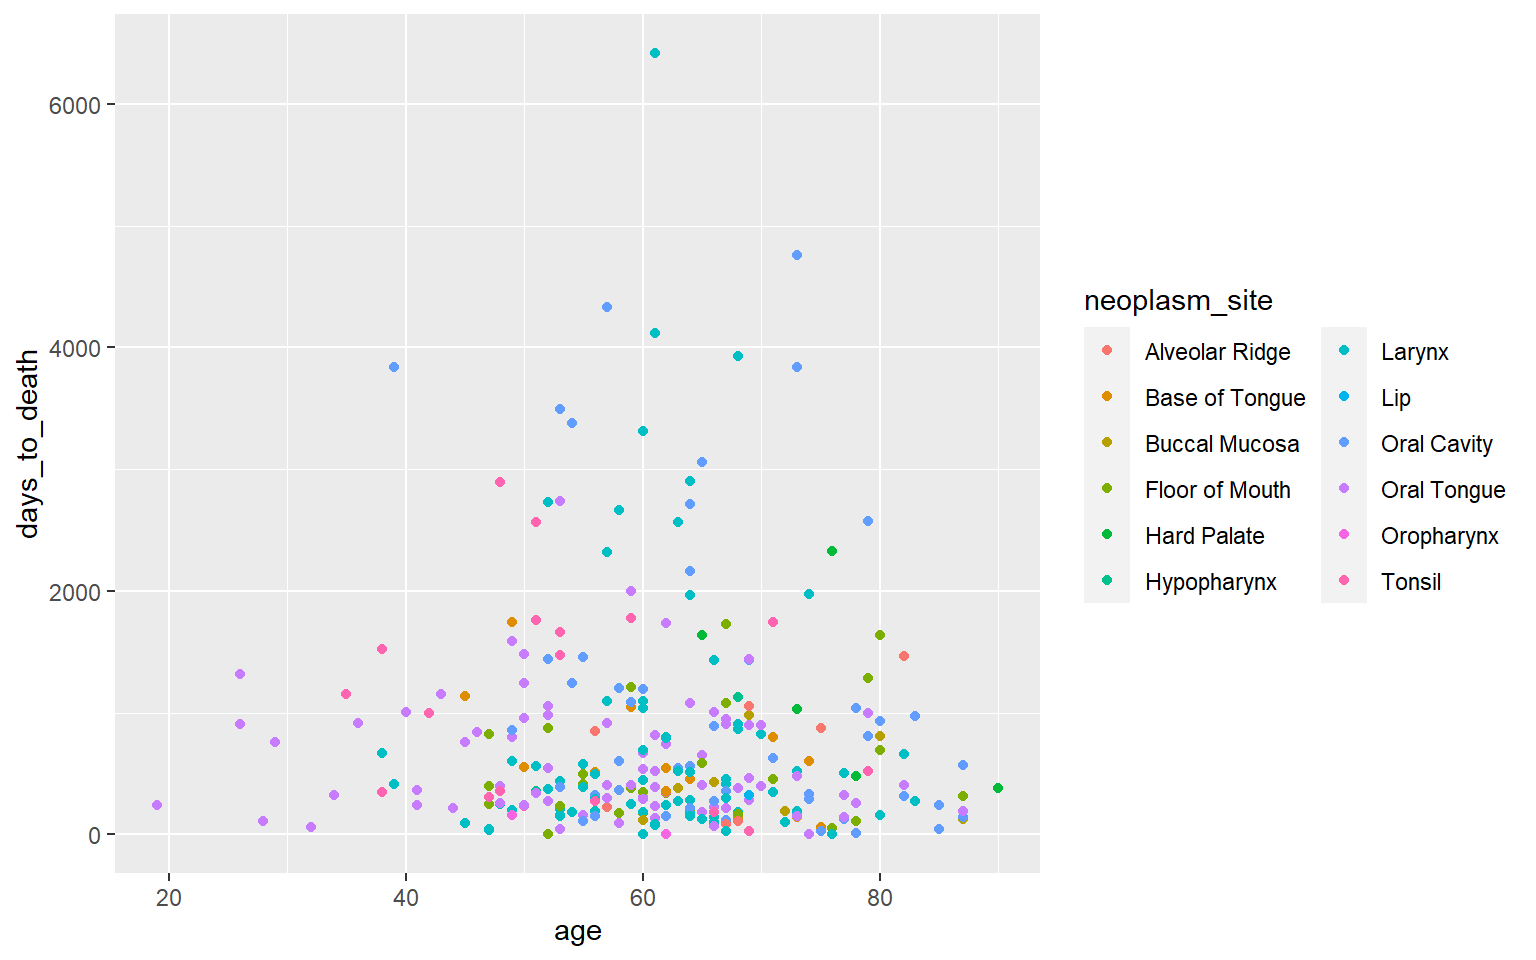 6000
4000
2000
0
days_to_death
20
40
60
80
age
neoplasm_site
Alveolar Ridge
Base of Tongue
Buccal Mucosa
Floor of Mouth
Hard Palate
Hypopharynx
Larynx
Lip
Oral Cavity
Oral Tongue
Oropharynx
Tonsil